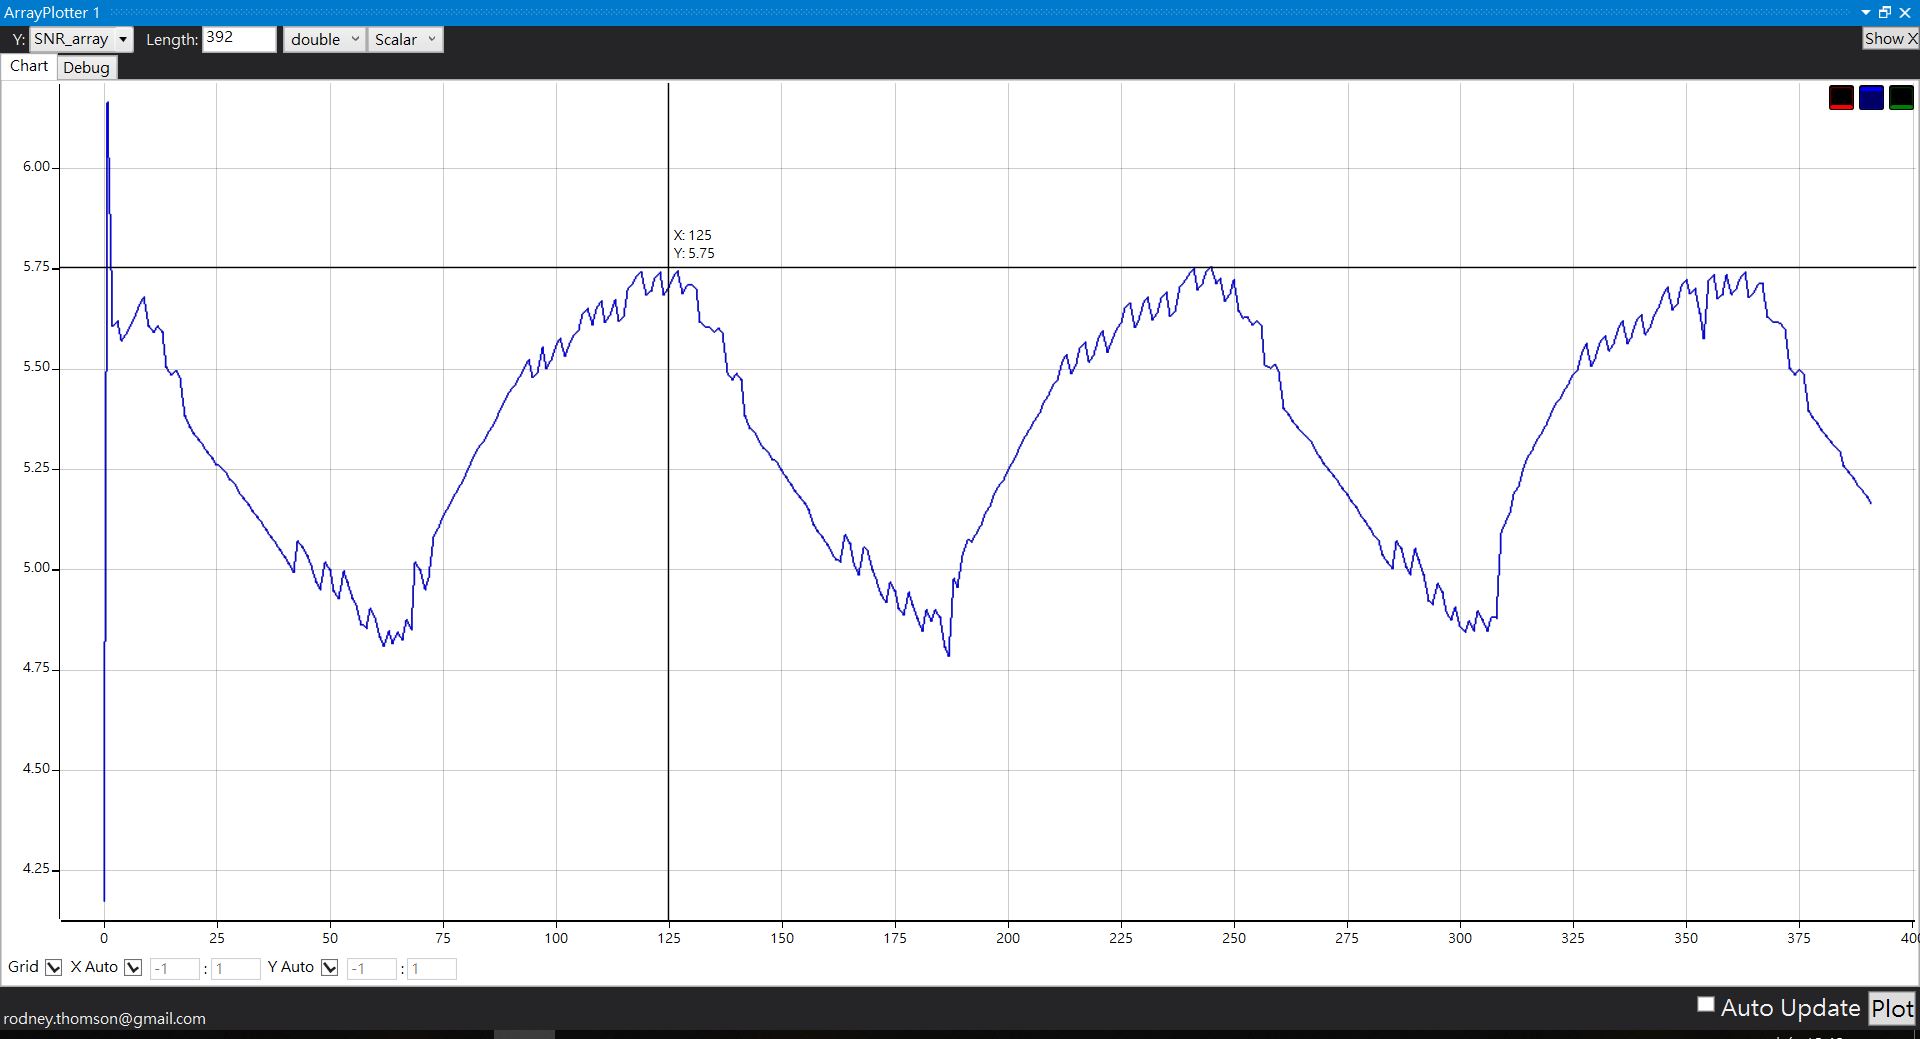 ArrayPlotter 1
Y: SNR_array Length: 392 double Scalar Show X
Chart Debug
6.00
X: 125
Y: 5.75
5.75
5.50
5.25
5.00
4.75
4.50
4.25
0 25 50 75 100 125 150 175 200 225 250 275 300 325 350 375 400
Grid X Auto -1 : 1 Y Auto -1 : 1
Auto Update Plot
rodney.thomson@gmail.com